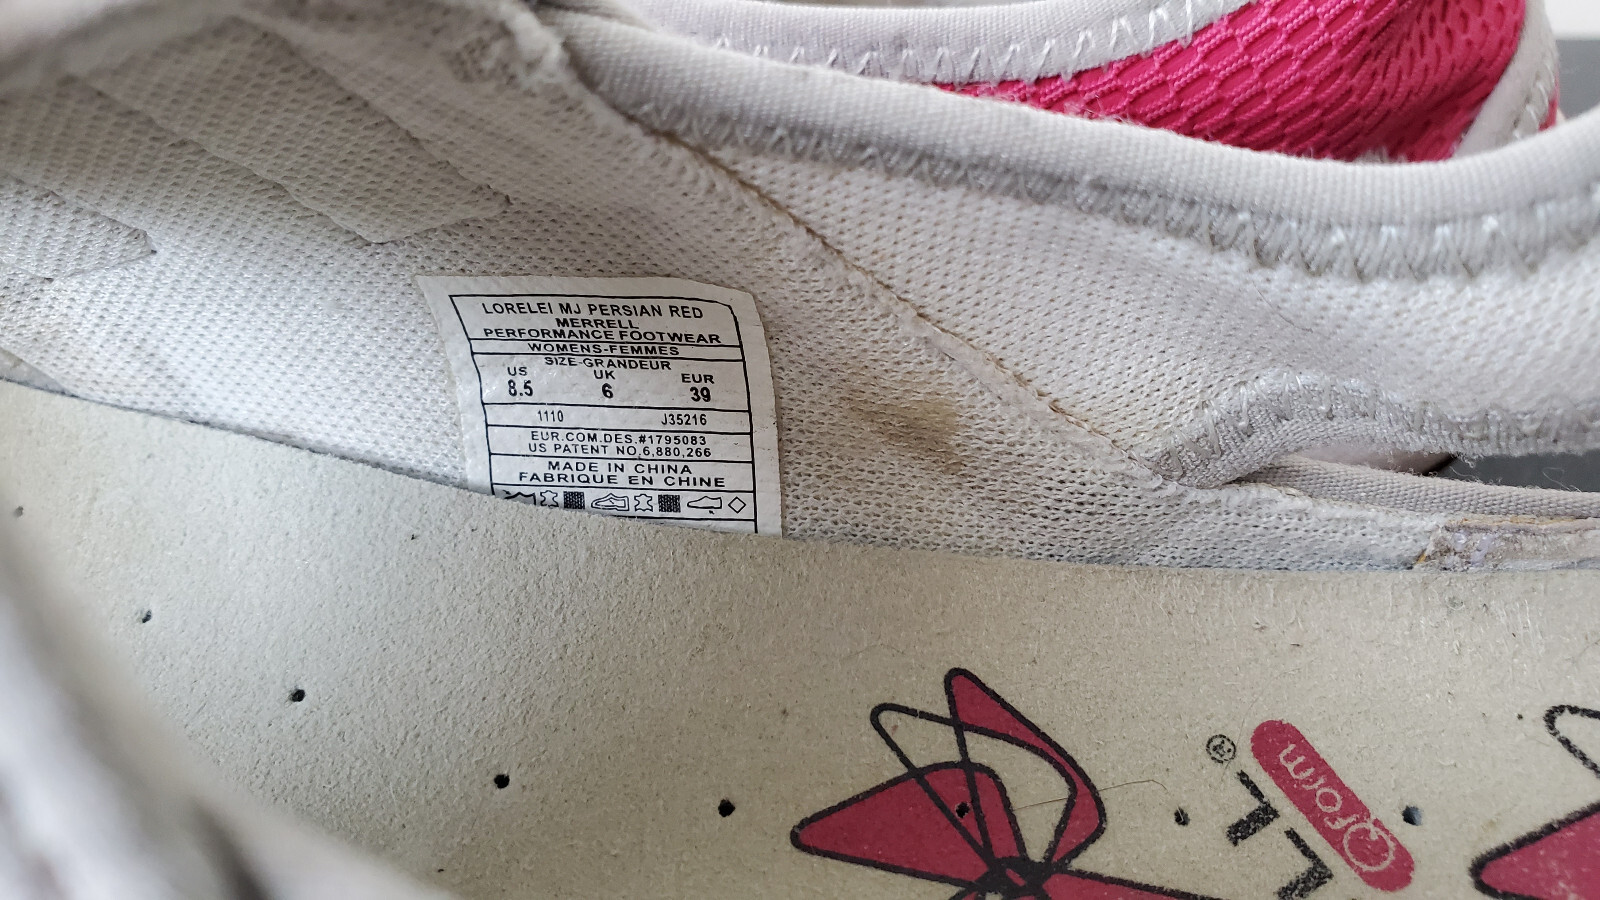 LORELEI MJ PERSIAN RED
MERRELL
PERFORMANCE FOOTWEAR
WOMENS-FEMMES
SIZE-GRANDEUR
US UK EUR
8.5 6 39
1110 J35216
EUR.COM.DES.#1795083
US PATENT NO.6,880,266
MADE IN CHINA
FABRIQUE EN CHINE
LL®
Qform